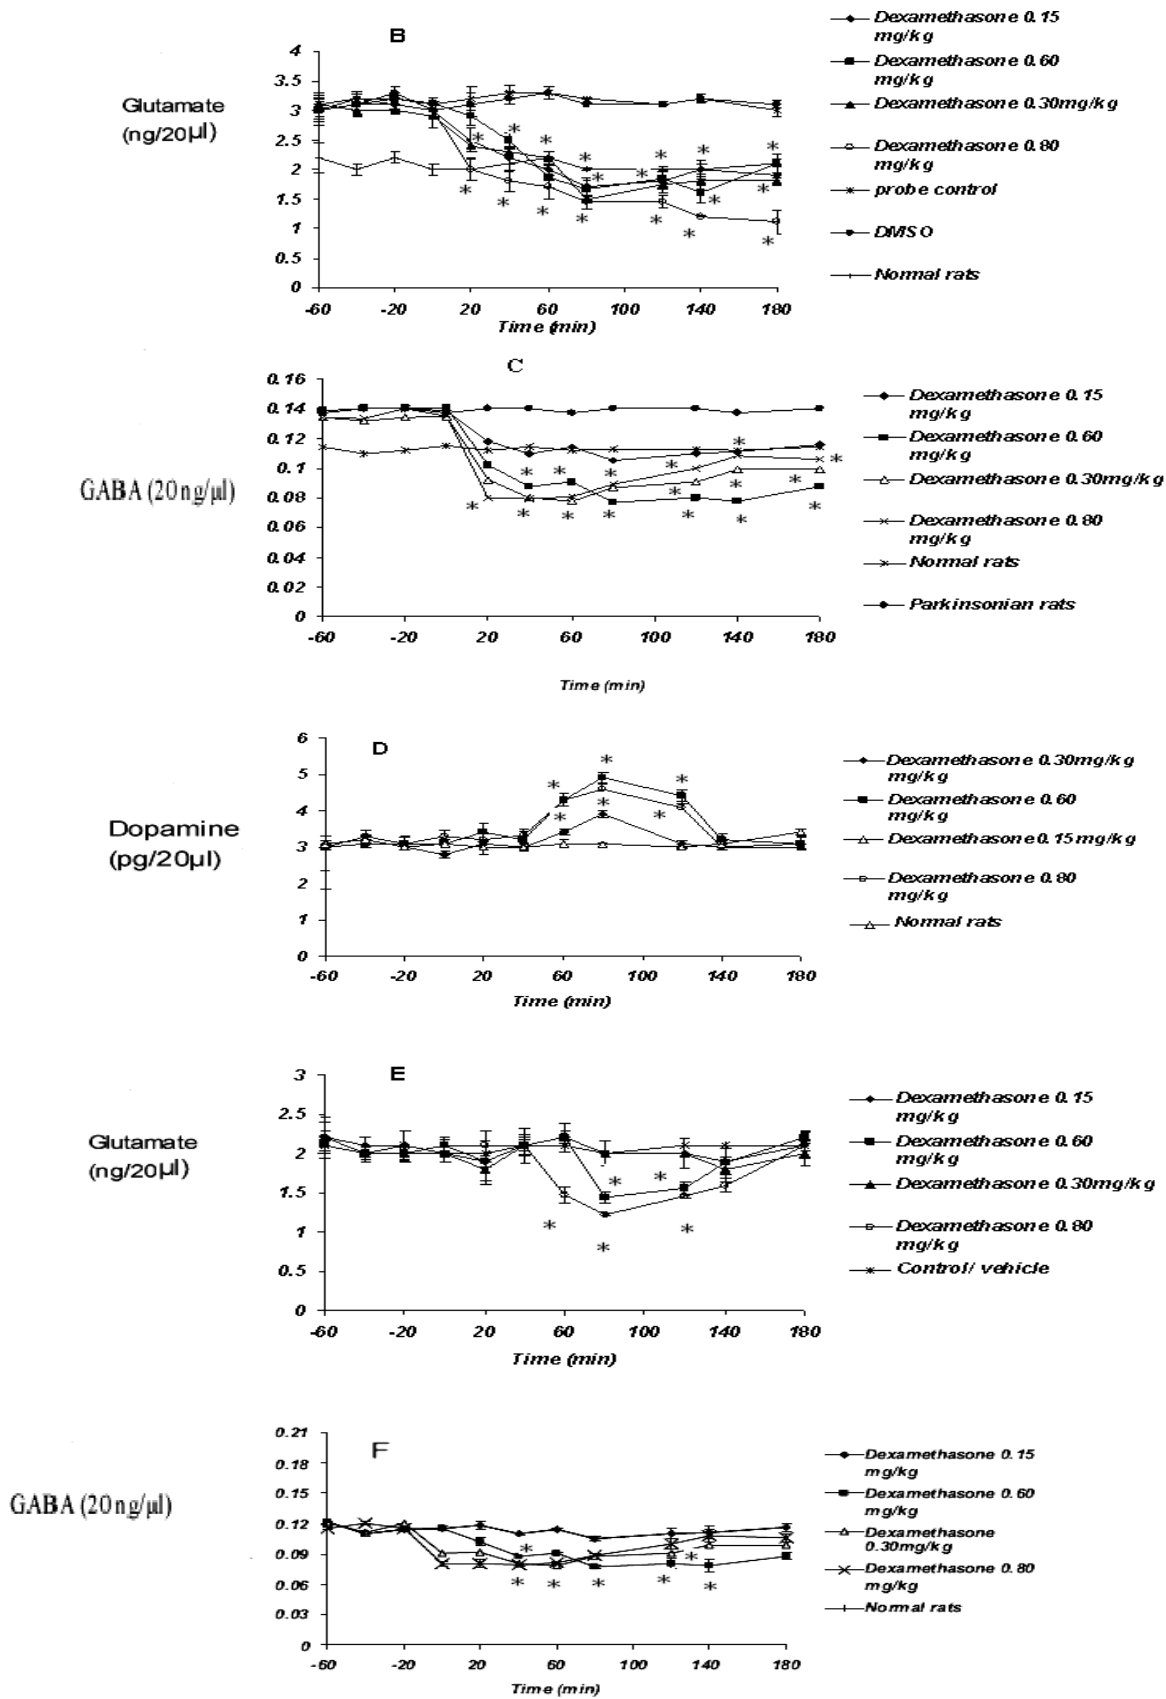 B
Glutamate
(ng/20µl)
4
3.5
3
2.5
2
1.5
1
0.5
0
-60 -20 20 60 100 140 180
Time (min)
Dexamethasone 0.15
mg/kg
Dexamethasone 0.60
mg/kg
Dexamethasone 0.30mg/kg
Dexamethasone 0.80
mg/kg
probe control
DMSO
Normal rats
C
GABA (20ng/µl)
0.16
0.14
0.12
0.1
0.08
0.06
0.04
0.02
0
-60 -20 20 60 100 140 180
Time (min)
Dexamethasone 0.15
mg/kg
Dexamethasone 0.60
mg/kg
Dexamethasone 0.30mg/kg
Dexamethasone 0.80
mg/kg
Normal rats
Parkinsonian rats
D
Dopamine
(pg/20µl)
6
5
4
3
2
1
0
-60 -20 20 60 100 140 180
Time (min)
Dexamethasone 0.30mg/kg
mg/kg
Dexamethasone 0.60
mg/kg
Dexamethasone 0.15mg/kg
Dexamethasone 0.80
mg/kg
Normal rats
E
Glutamate
(ng/20µl)
3
2.5
2
1.5
1
0.5
0
-60 -20 20 60 100 140 180
Time (min)
Dexamethasone 0.15
mg/kg
Dexamethasone 0.60
mg/kg
Dexamethasone 0.30mg/kg
Dexamethasone 0.80
mg/kg
Control/ vehicle
F
GABA (20ng/µl)
0.21
0.18
0.15
0.12
0.09
0.06
0.03
0
-60 -20 20 60 100 140 180
Time (min)
Dexamethasone 0.15
mg/kg
Dexamethasone 0.60
mg/kg
Dexamethasone
0.30mg/kg
Dexamethasone 0.80
mg/kg
Normal rats